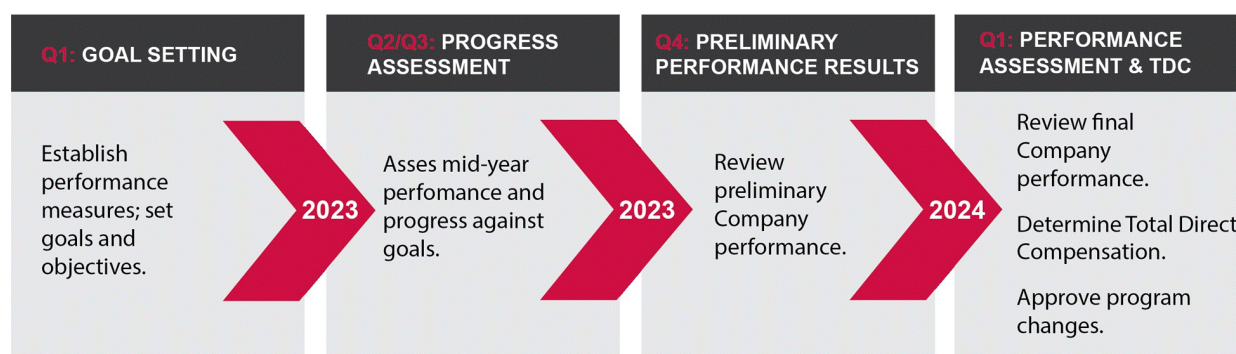 Q1: GOAL SETTING
Establish
performance
measures; set
goals and
objectives.
2023
Q2/Q3: PROGRESS
ASSESSMENT
Asses mid-year
perfomance and
progress against
goals.
2023
Q4: PRELIMINARY
PERFORMANCE RESULTS
Review
preliminary
Company
performance.
2024
Q1: PERFORMANCE
ASSESSMENT & TDC
Review final
Company
performance.
Determine Total Direct
Compensation.
Approve program
changes.